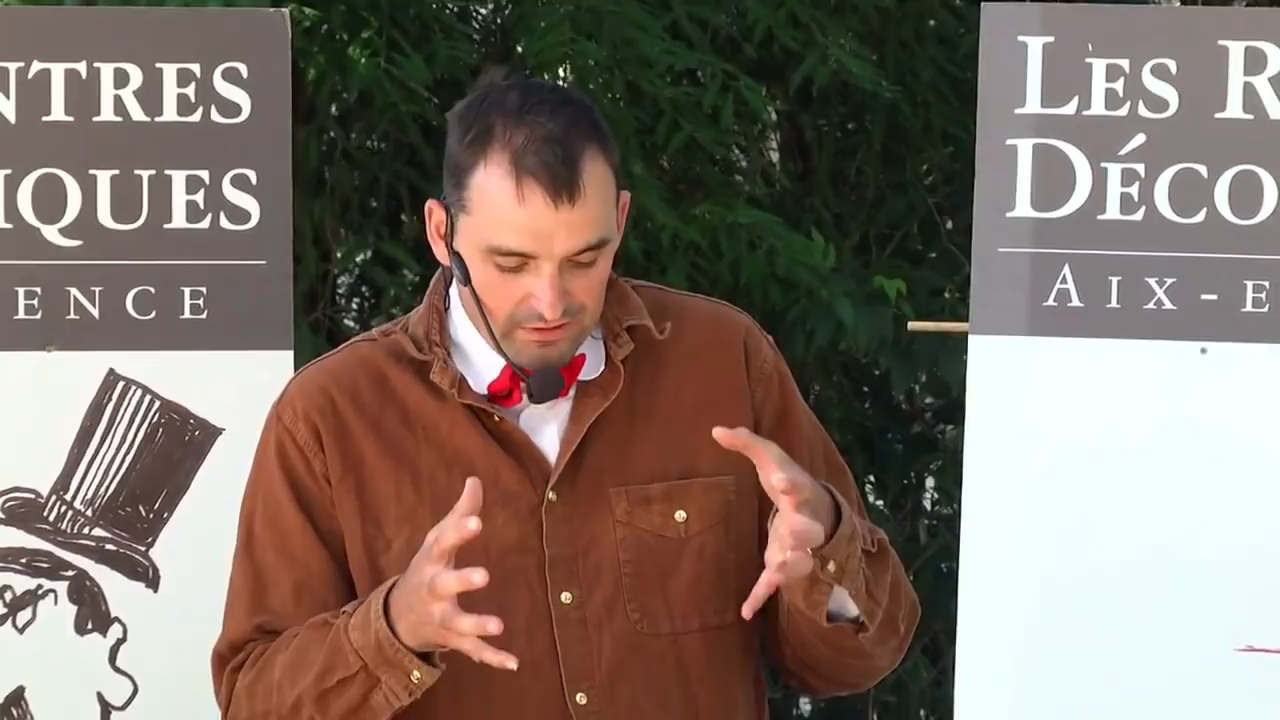 NTRES
IQUES
ENCE
LES R
DÉCO
AIX-E